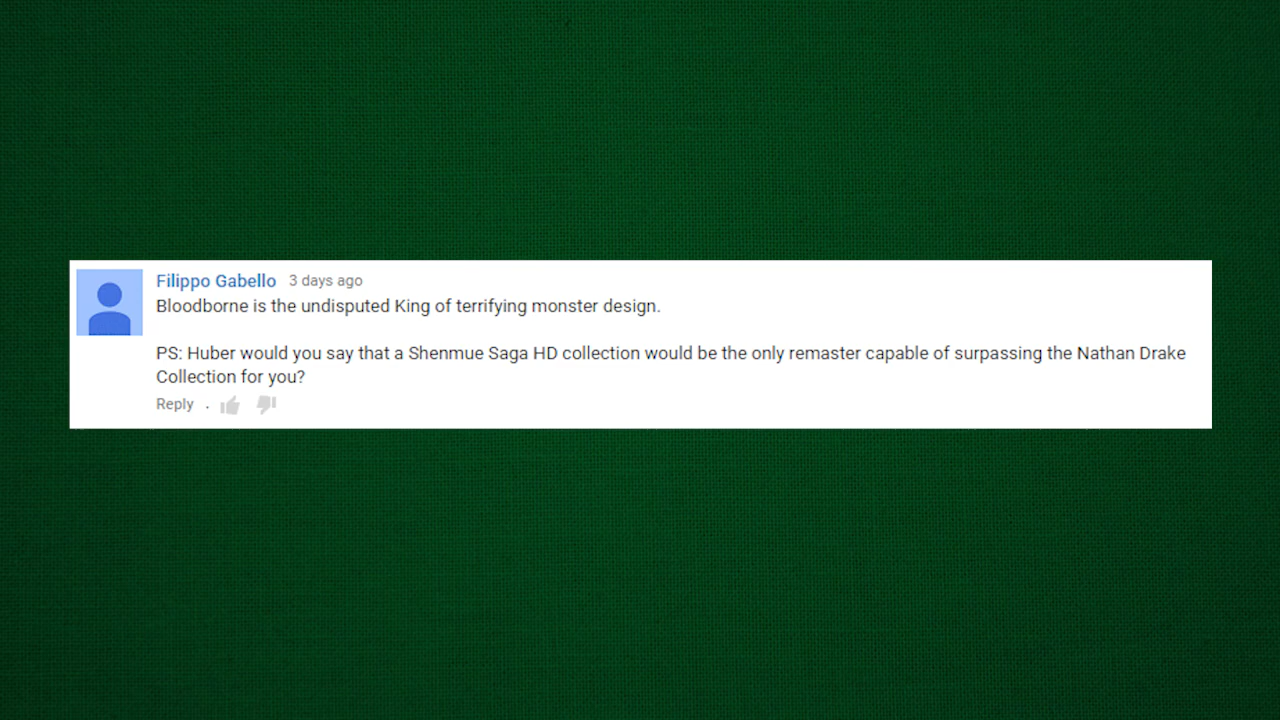 Filippo Gabello 3 days ago
Bloodborne is the undisputed King of terrifying monster design.
PS: Huber would you say that a Shenmue Saga HD collection would be the only remaster capable of surpassing the Nathan Drake
Collection for you?
Reply .